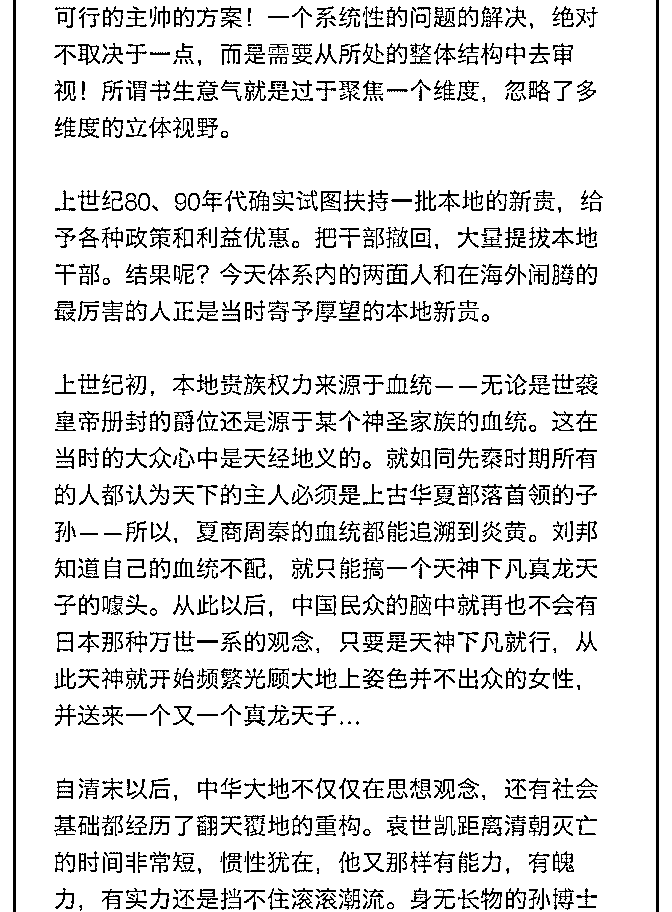 可行的主帅的方案！一个系统性的问题的解决，绝对
不取决于一点，而是需要从所处的整体结构中去审
视！所谓书生意气就是过于聚焦一个维度，忽略了多
维度的立体视野。
上世纪80、90年代确实试图扶持一批本地的新贵，给
予各种政策和利益优惠。把干部撤回，大量提拔本地
干部。结果呢？今天体系内的两面人和在海外闹腾的
最厉害的人正是当时寄予厚望的本地新贵。
上世纪初，本地贵族权力来源于血统——无论是世袭
皇帝册封的爵位还是源于某个神圣家族的血统。这在
当时的大众心中是天经地义的。就如同先秦时期所有
的人都认为天下的主人必须是上古华夏部落首领的子
孙——所以，夏商周秦的血统都能追溯到炎黄。刘邦
知道自己的血统不配，就只能搞一个天神下凡真龙天
子的噱头。从此以后，中国民众的脑中就再也不会有
日本那种万世一系的观念，只要是天神下凡就行，从
此天神就开始频繁光顾大地上姿色并不出众的女性，
并送来一个又一个真龙天子...
自清末以后，中华大地不仅仅在思想观念，还有社会
基础都经历了翻天覆地的重构。袁世凯距离清朝灭亡
的时间非常短，惯性犹在，他又那样有能力，有魄
力，有实力还是挡不住滚滚潮流。身无长物的孙博士